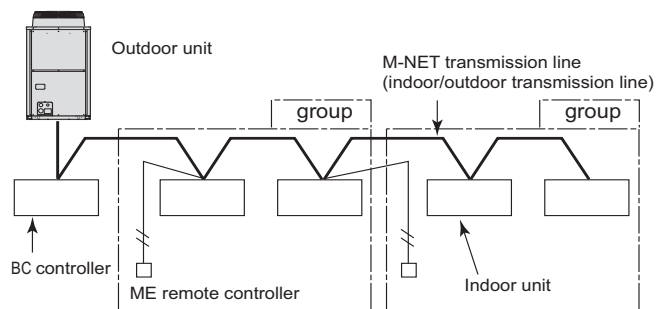 Outdoor unit
M-NET transmission line
(indoor/outdoor transmission line)
group
group
BC controller
ME remote controller
Indoor unit